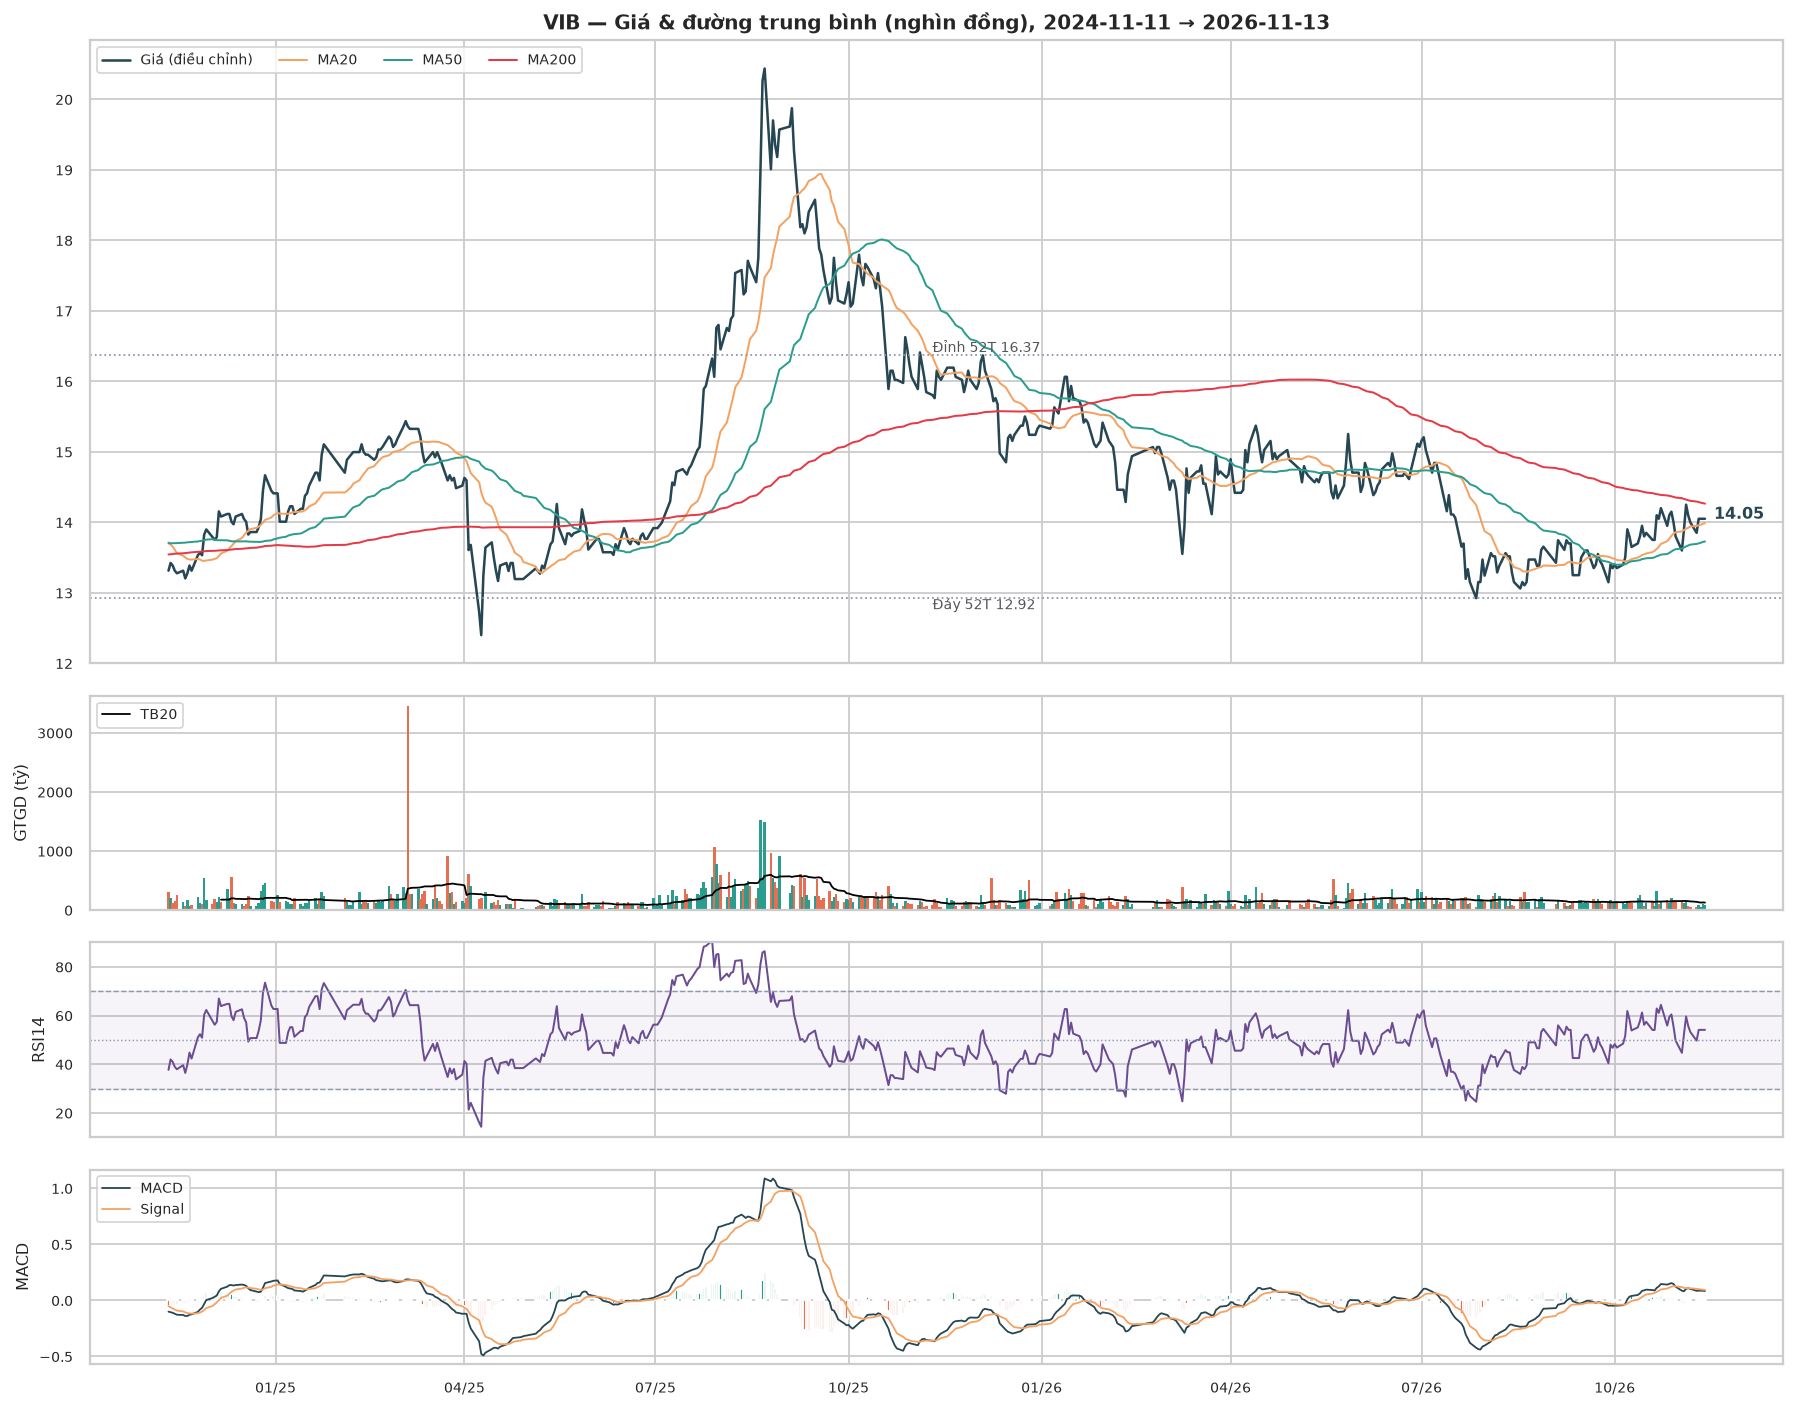 VIB — Giá & đường trung bình (nghìn đồng), 2024-11-11 → 2026-11-13
Giá (điều chỉnh) MA20 MA50 MA200
20
19
18
17
Đỉnh 52T 16.37
16
15
14.05
14
13
Đáy 52T 12.92
12
TB20
GTGD (tỷ)
3000
2000
1000
0
RSI14
80
60
40
20
MACD
Signal
MACD
1.0
0.5
0.0
−0.5
01/25 04/25 07/25 10/25 01/26 04/26 07/26 10/26